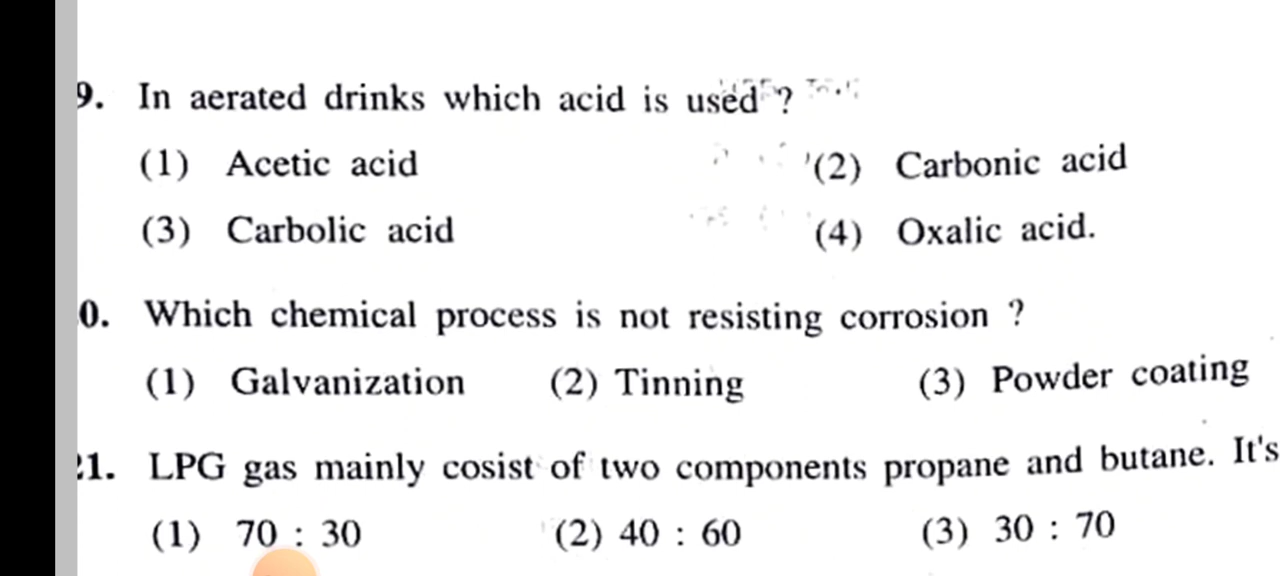 9. In aerated drinks which acid is used ?
(1) Acetic acid (2) Carbonic acid
(3) Carbolic acid (4) Oxalic acid.
0. Which chemical process is not resisting corrosion ?
(1) Galvanization (2) Tinning (3) Powder coating
21. LPG gas mainly cosist of two components propane and butane. It's
(1) 70 : 30 (2) 40 : 60 (3) 30 : 70